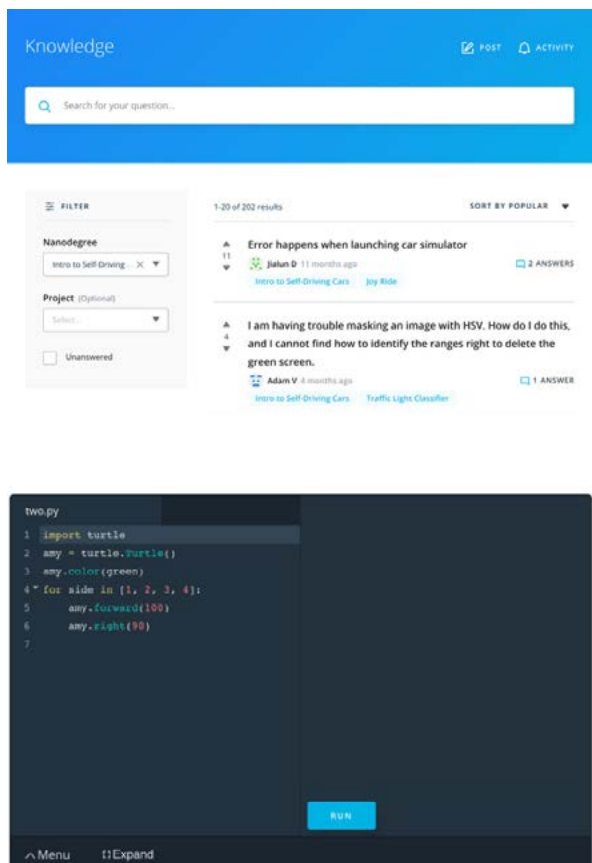 Knowledge
POST
ACTIVITY
Search for your question..
FILTER
Nanodegree
Intro to Self-Driving ...
Project (Optional)
Select...
Unanswered
1-20 of 202 results
SORT BY POPULAR
11
Error happens when launching car simulator
Jialun D 11 months ago
2 ANSWERS
Intro to Self-Driving Cars Joy Ride
4
I am having trouble masking an image with HSV. How do I do this,
and I cannot find how to identify the ranges right to delete the
green screen.
Adam V 4 months ago
1 ANSWER
Intro to Self-Driving Cars Traffic Light Classifier
two.py
1 import turtle
2 amy = turtle.Turtle()
3 amy.color(green)
4 for side in [1, 2, 3, 4]:
5 amy.forward(100)
6 amy.right(90)
7
RUN
Menu Expand